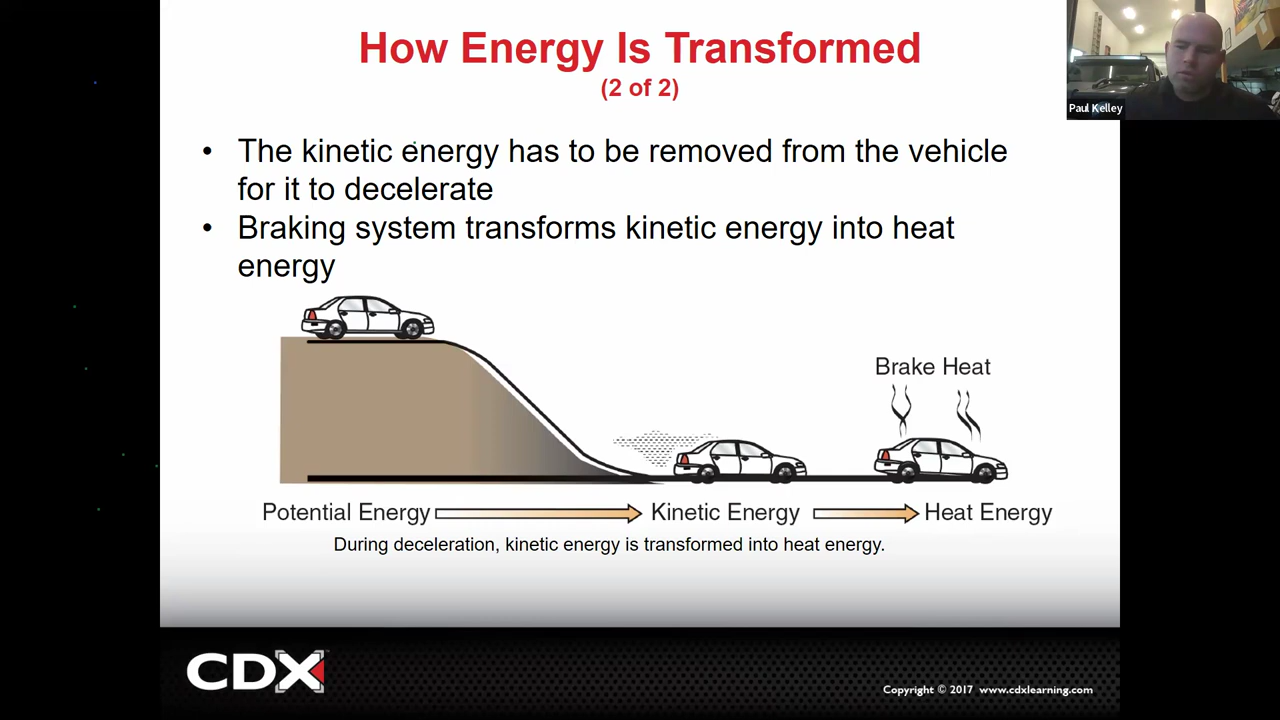 How Energy Is Transformed
(2 of 2)
Paul Kelley
• The kinetic energy has to be removed from the vehicle
for it to decelerate
• Braking system transforms kinetic energy into heat
energy
Brake Heat
Potential Energy Kinetic Energy Heat Energy
During deceleration, kinetic energy is transformed into heat energy.
CDX
Copyright © 2017 www.cdxlearning.com